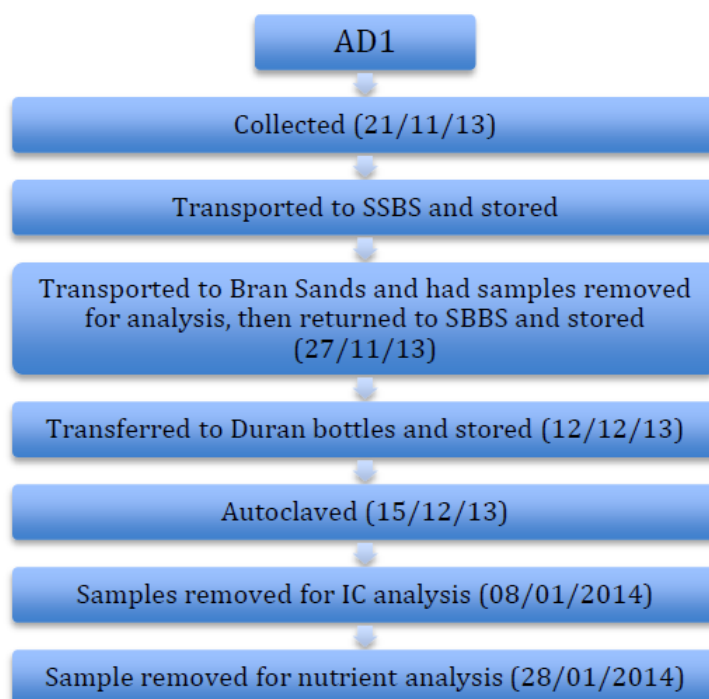 AD1
Collected (21/11/13)
Transported to SSBS and stored
Transported to Bran Sands and had samples removed
for analysis, then returned to SBBS and stored
(27/11/13)
Transferred to Duran bottles and stored (12/12/13)
Autoclaved (15/12/13)
Samples removed for IC analysis (08/01/2014)
Sample removed for nutrient analysis (28/01/2014)